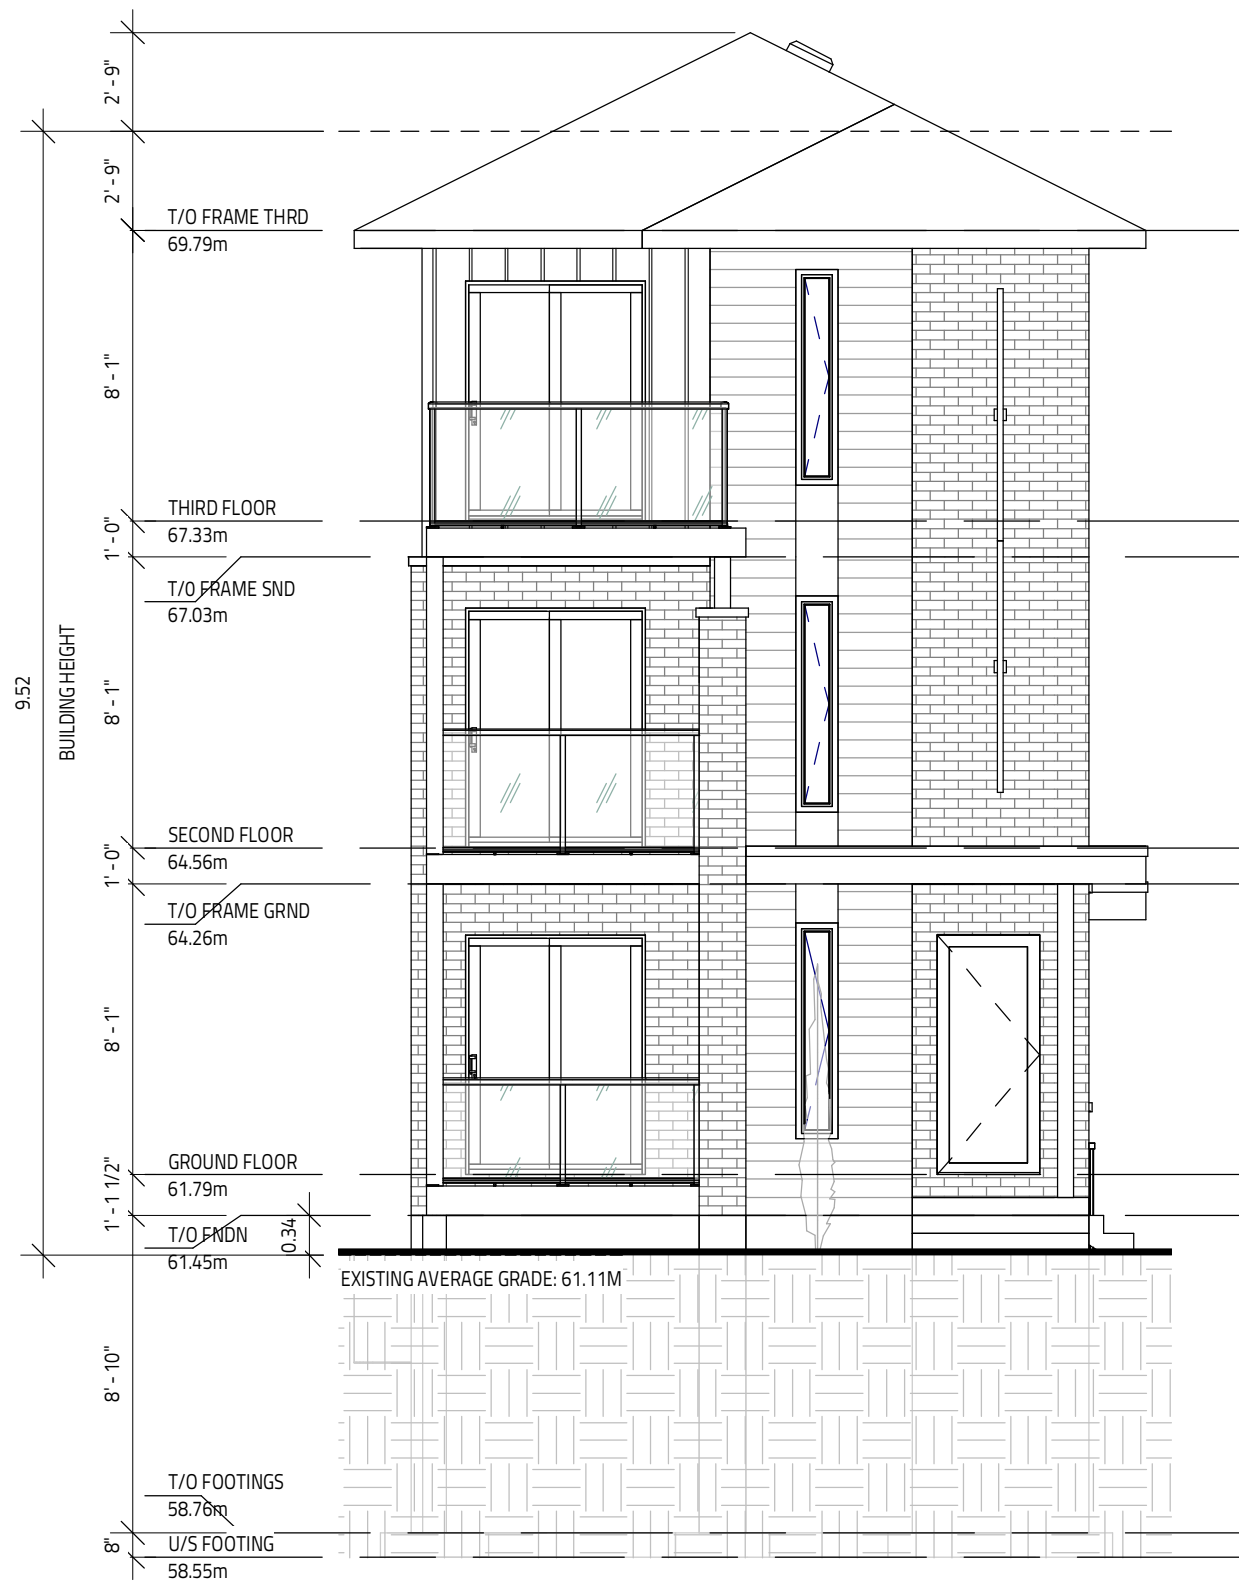 2' - 9"
2' - 9"
T/O FRAME THRD
69.79m
8' - 1"
THIRD FLOOR
67.33m
1' - 0"
T/O FRAME SND
67.03m
9.52
BUILDING HEIGHT
8' - 1"
SECOND FLOOR
64.56m
1' - 0"
T/O FRAME GRND
64.26m
8' - 1"
GROUND FLOOR
61.79m
1' - 1 1/2"
T/O FNDN
61.45m
0.34
EXISTING AVERAGE GRADE: 61.11M
8' - 10"
T/O FOOTINGS
58.76m
8"
U/S FOOTING
58.55m